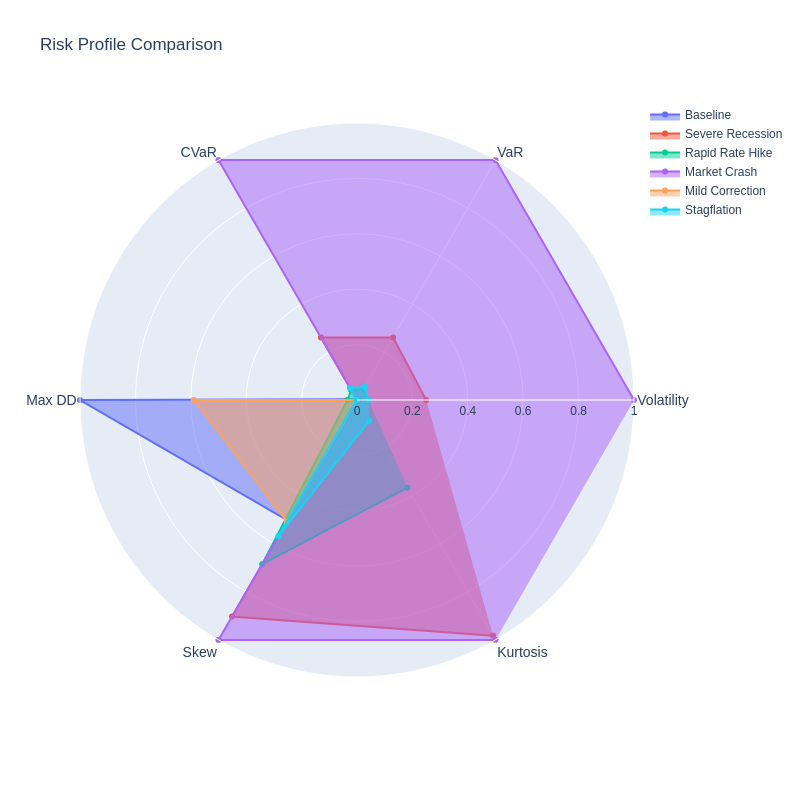 Risk Profile Comparison
Baseline
Severe Recession
Rapid Rate Hike
Market Crash
Mild Correction
Stagflation
CVaR
VaR
Max DD
Volatility
0
0.2
0.4
0.6
0.8
1
Skew
Kurtosis